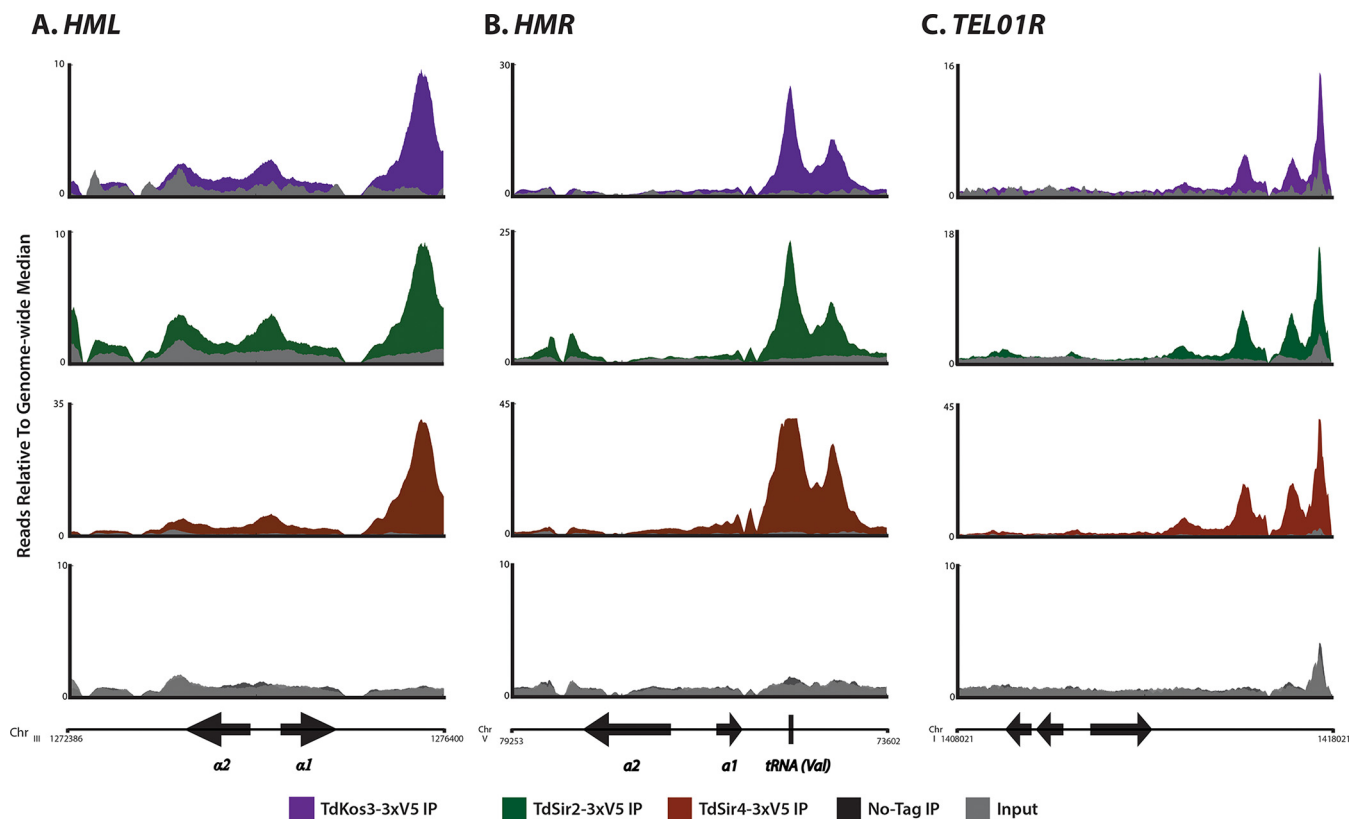 A. HML
B. HMR
C. TEL01R
Reads Relative To Genome-wide Median
10
0
30
0
16
0
10
0
25
0
18
0
35
0
45
0
45
0
10
0
10
0
10
0
Chr III
1272386
1276400
α2
α1
Chr V
79253
73602
a2
a1
tRNA (Val)
Chr I
1408021
1418021
TdKos3-3xV5 IP
TdSir2-3xV5 IP
TdSir4-3xV5 IP
No-Tag IP
Input